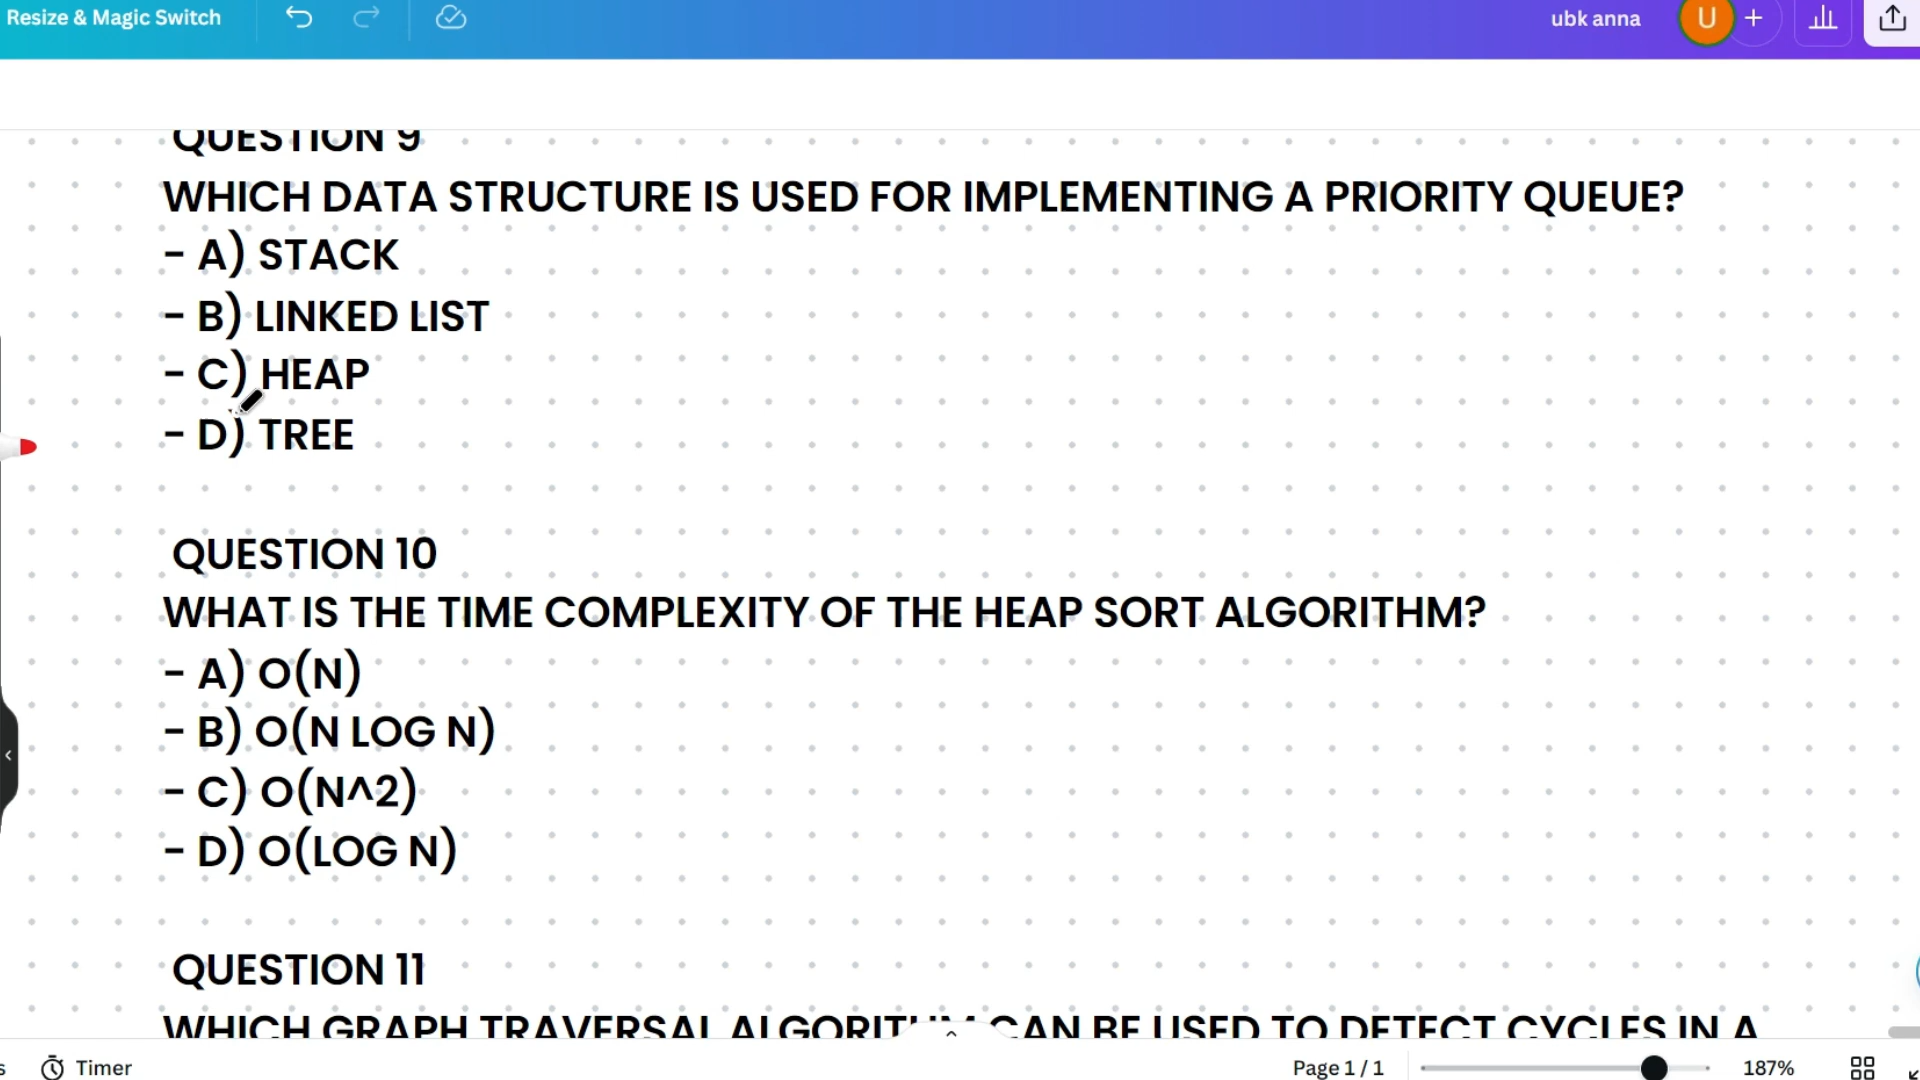 Resize & Magic Switch
ubk anna
U
QUESTION 9
WHICH DATA STRUCTURE IS USED FOR IMPLEMENTING A PRIORITY QUEUE?
- A) STACK
- B) LINKED LIST
- C) HEAP
- D) TREE
QUESTION 10
WHAT IS THE TIME COMPLEXITY OF THE HEAP SORT ALGORITHM?
- A) O(N)
- B) O(N LOG N)
- C) O(N^2)
- D) O(LOG N)
QUESTION 11
WHICH GRAPH TRAVERSAL ALGORITHM CAN BE USED TO DETECT CYCLES IN A
s Timer
Page 1 / 1
187%